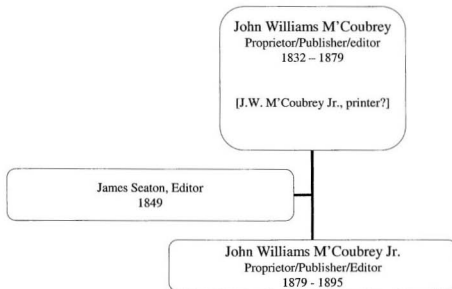 John Williams M'Coubrey
Proprietor/Publisher/editor
1832 – 1879
[J.W. M'Coubrey Jr., printer?]
James Seaton, Editor
1849
John Williams M'Coubrey Jr.
Proprietor/Publisher/Editor
1879 - 1895